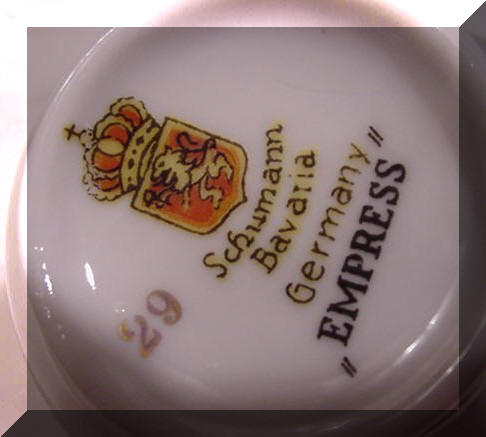 Schumann
Bavaria
Germany
"EMPRESS"
29